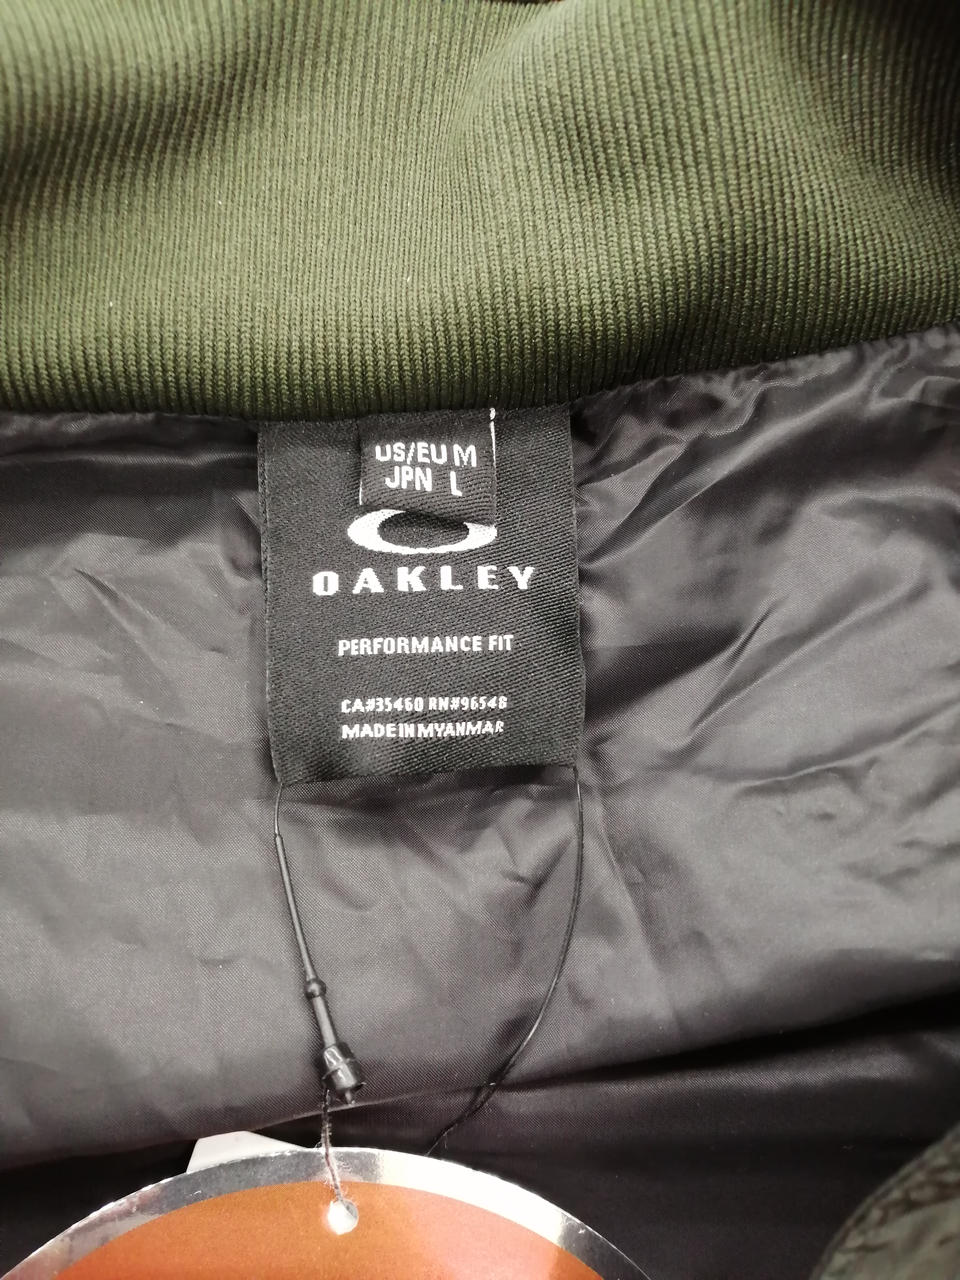 US/EU M
JPN L
OAKLEY
PERFORMANCE FIT
CA#35460 RN#96548
MADE IN MYANMAR